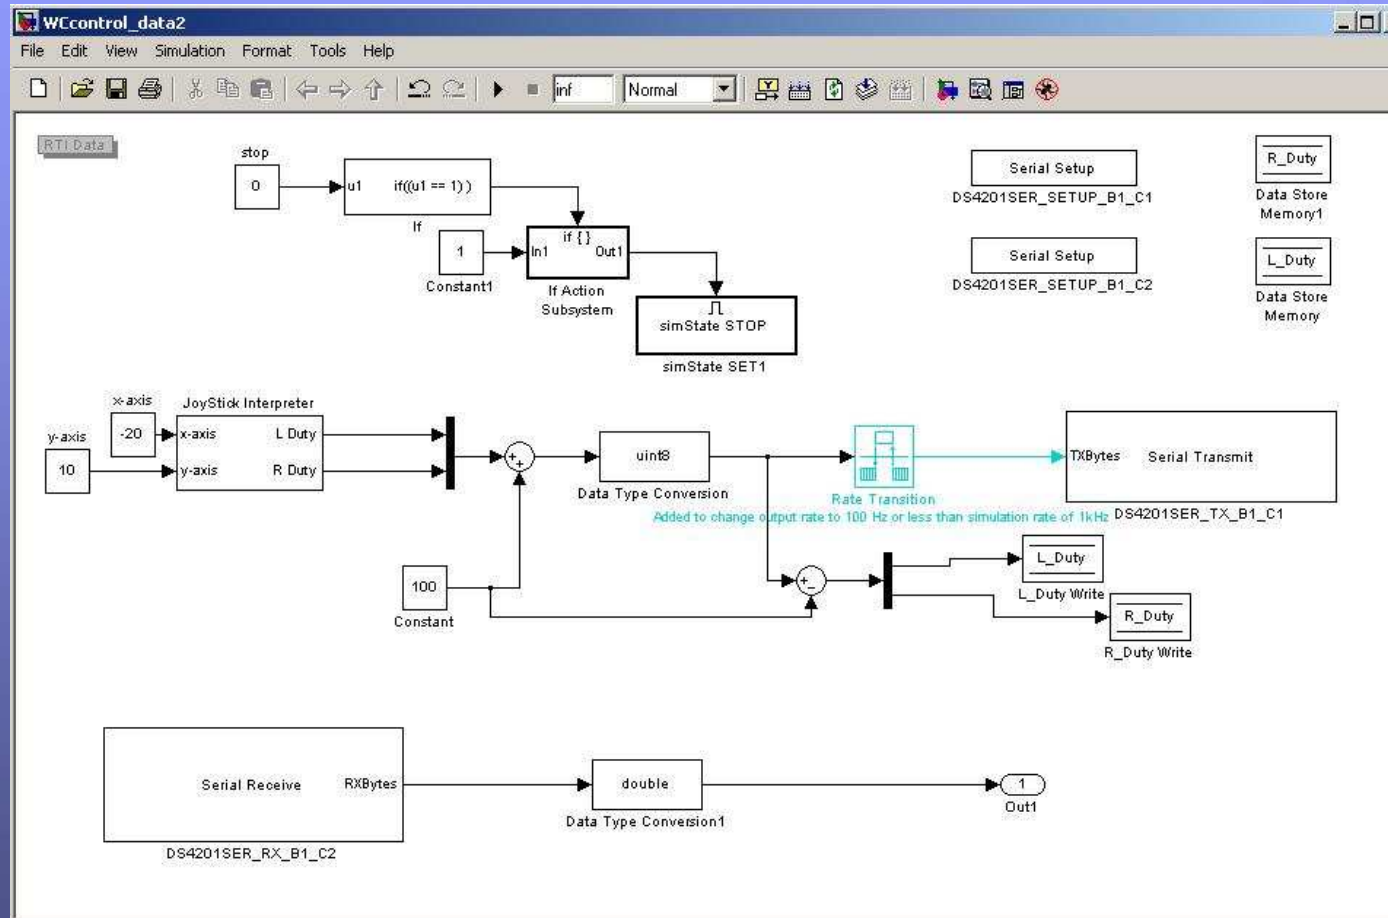 WCcontrol_data2
File Edit View Simulation Format Tools Help
inf Normal
RTI Data
stop
0
u1 if((u1 == 1))
If
1
Constant1
if { }
In1 Out1
If Action
Subsystem
simState STOP
simState SET1
Serial Setup
DS4201SER_SETUP_B1_C1
Serial Setup
DS4201SER_SETUP_B1_C2
R_Duty
Data Store
Memory1
L_Duty
Data Store
Memory
x-axis
-20
y-axis
10
JoyStick Interpreter
x-axis L Duty
y-axis R Duty
+
+
uint8
Data Type Conversion
Rate Transition
Added to change output rate to 100 Hz or less than simulation rate of 1kHz
TXBytes Serial Transmit
DS4201SER_TX_B1_C1
100
Constant
+
-
L_Duty
L_Duty Write
R_Duty
R_Duty Write
Serial Receive RXBytes
DS4201SER_RX_B1_C2
double
Data Type Conversion1
1
Out1